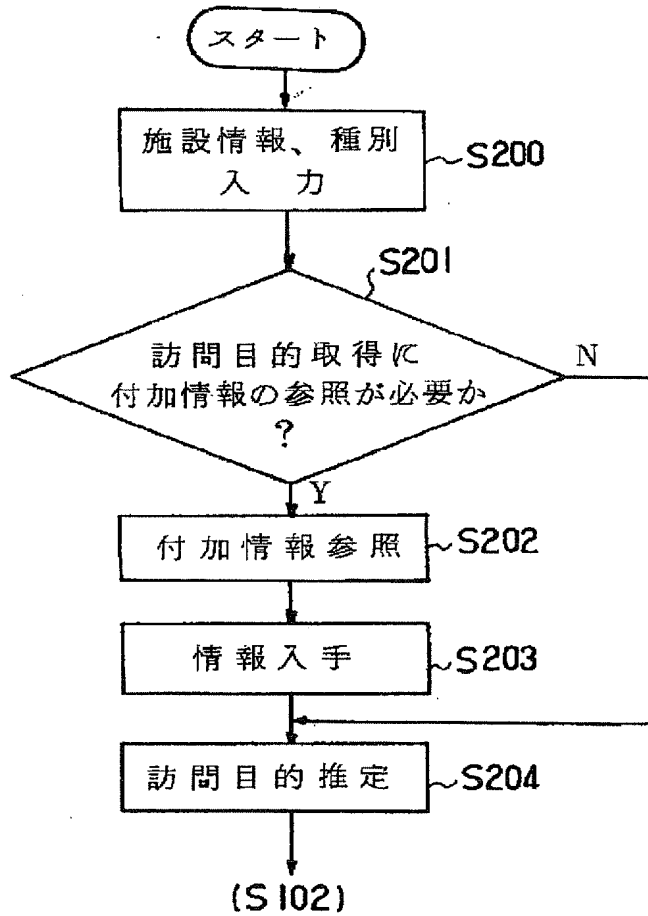 スタート
施設情報、種別
入力
S200
S201
訪問目的取得に
付加情報の参照が必要か
?
N
Y
付加情報参照
S202
情報入手
S203
訪問目的推定
S204
(S102)